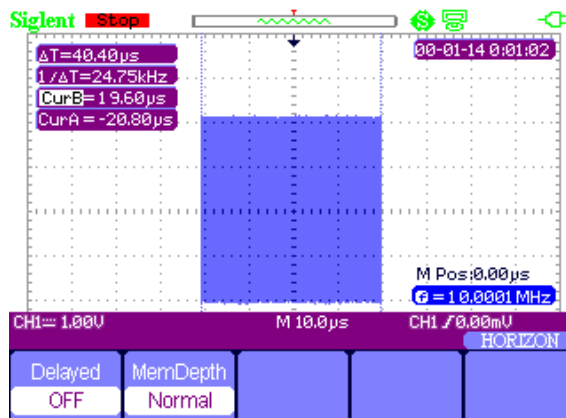 Siglent Stop
ΔT=40.40µs
1/ΔT=24.75kHz
CurB=19.60µs
CurA=-20.80µs
00-01-14 0:01:02
M Pos:0.00µs
f=10.0001MHz
CH1 1.00V
M 10.0µs
CH1 0.00mV
HORIZON
Delayed
OFF
MemDepth
Normal